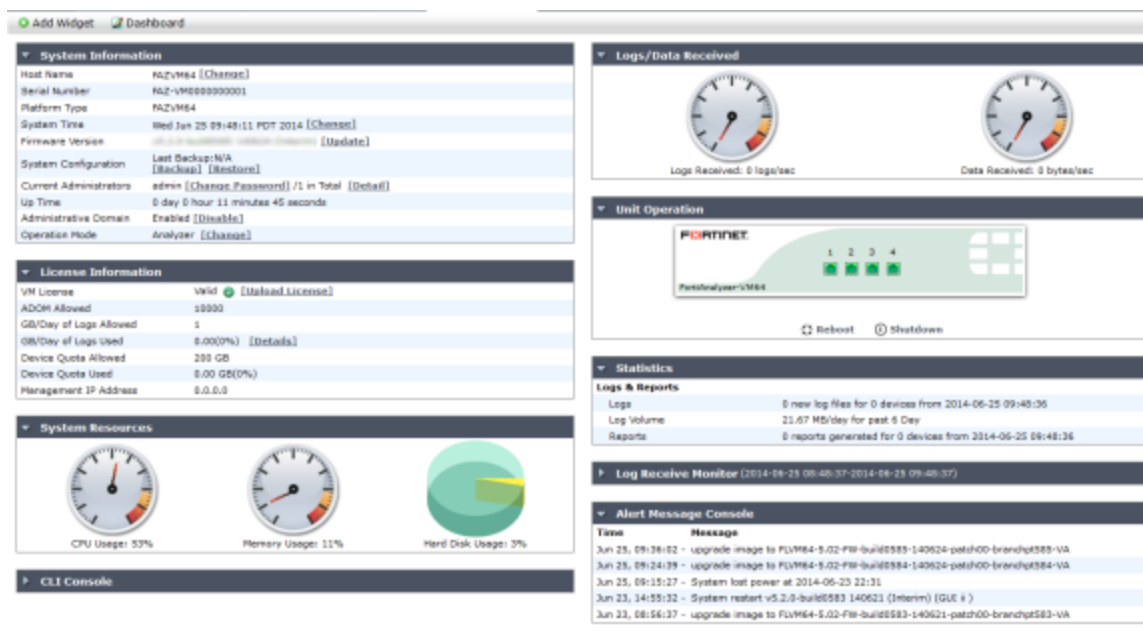 Add Widget Dashboard
System Information
Host Name FAZVM64 [Change]
Serial Number FAZ-VM0000000001
Platform Type FAZVM64
System Time Wed Jun 25 09:48:11 PDT 2014 [Change]
Firmware Version [Update]
System Configuration Last Backup:N/A
[Backup] [Restore]
Current Administrators admin [Change Password] /1 in Total [Detail]
Up Time 0 day 0 hour 11 minutes 45 seconds
Administrative Domain Enabled [Disable]
Operation Mode Analyzer [Change]
License Information
VM License Valid [Upload License]
ADOM Allowed 10000
GB/Day of Logs Allowed 1
GB/Day of Logs Used 0.00(0%) [Details]
Device Quota Allowed 200 GB
Device Quota Used 0.00 GB(0%)
Management IP Address 0.0.0.0
System Resources
CPU Usage: 53% Memory Usage: 11% Hard Disk Usage: 3%
CLI Console
Logs/Data Received
Logs Received: 0 logs/sec Data Received: 0 bytes/sec
Unit Operation
FORTINET
1 2 3 4
FortiAnalyzer-VM64
Reboot Shutdown
Statistics
Logs & Reports
Logs 0 new log files for 0 devices from 2014-06-25 09:48:36
Log Volume 21.67 MB/day for past 6 Day
Reports 0 reports generated for 0 devices from 2014-06-25 09:48:36
Log Receive Monitor (2014-06-25 08:48:37-2014-06-25 09:48:37)
Alert Message Console
Time Message
Jun 25, 09:36:02 - upgrade image to FLVM64-5.02-FW-build0585-140624-patch00-branchpt585-VA
Jun 25, 09:24:39 - upgrade image to FLVM64-5.02-FW-build0584-140624-patch00-branchpt584-VA
Jun 25, 09:15:27 - System lost power at 2014-06-23 22:31
Jun 23, 14:55:32 - System restart v5.2.0-build0583 140621 (Interim) (GUI
Jun 23, 08:56:37 - upgrade image to FLVM64-5.02-FW-build0583-140621-patch00-branchpt583-VA